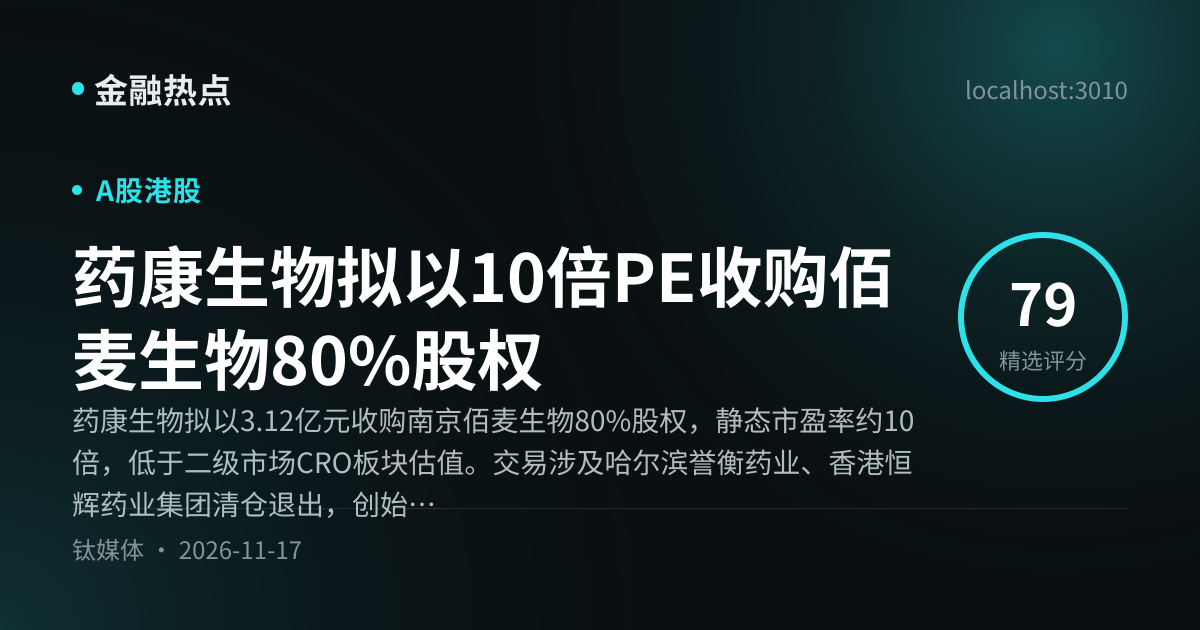 金融热点
localhost:3010
A股港股
药康生物拟以10倍PE收购佰
麦生物80%股权
79
精选评分
药康生物拟以3.12亿元收购南京佰麦生物80%股权，静态市盈率约10
倍，低于二级市场CRO板块估值。交易涉及哈尔滨誉衡药业、香港恒
辉药业集团清仓退出，创始…
钛媒体 · 2026-11-17